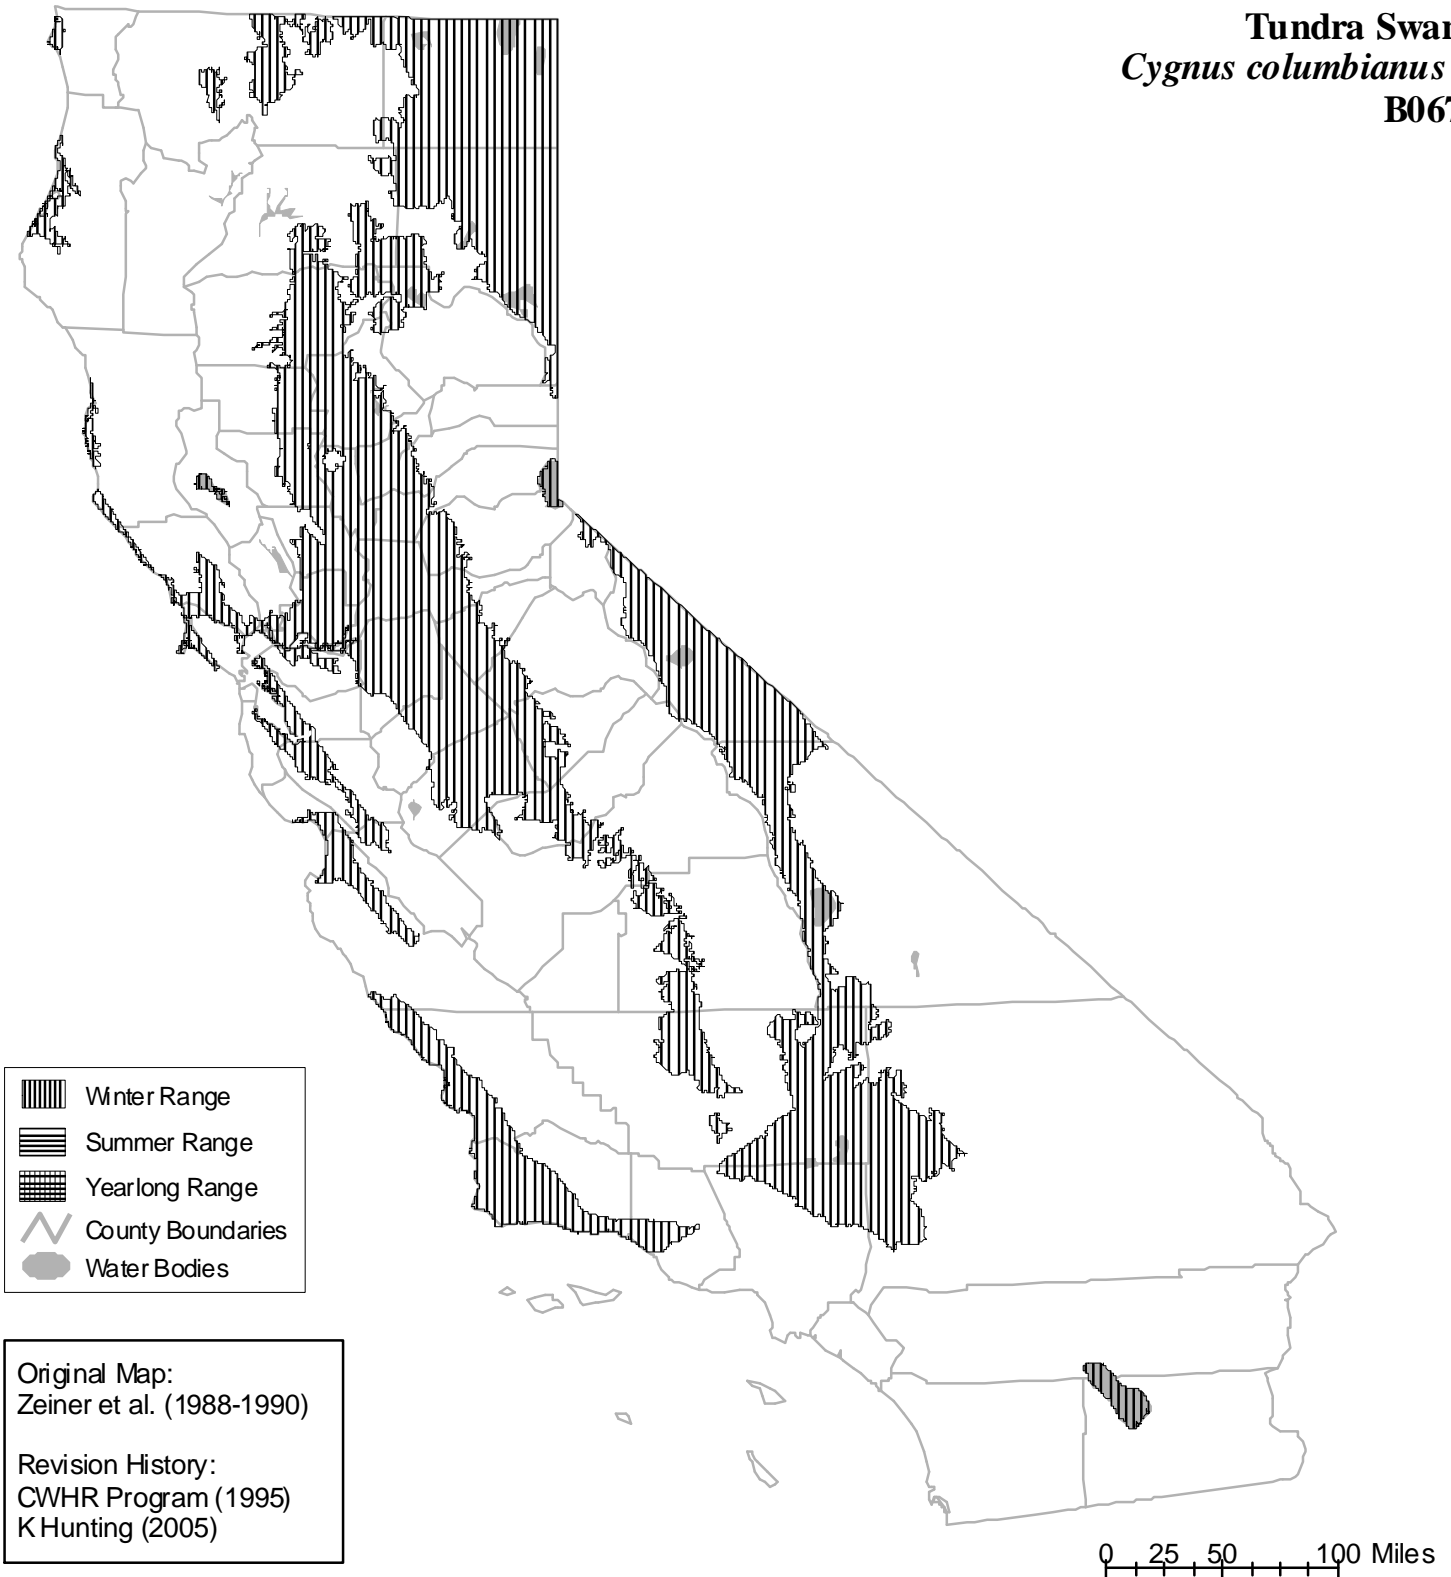 Tundra Swan
Cygnus columbianus
B067
Winter Range
Summer Range
Yearlong Range
County Boundaries
Water Bodies
Original Map:
Zeiner et al. (1988-1990)
Revision History:
CWHR Program (1995)
K Hunting (2005)
0 25 50 100 Miles